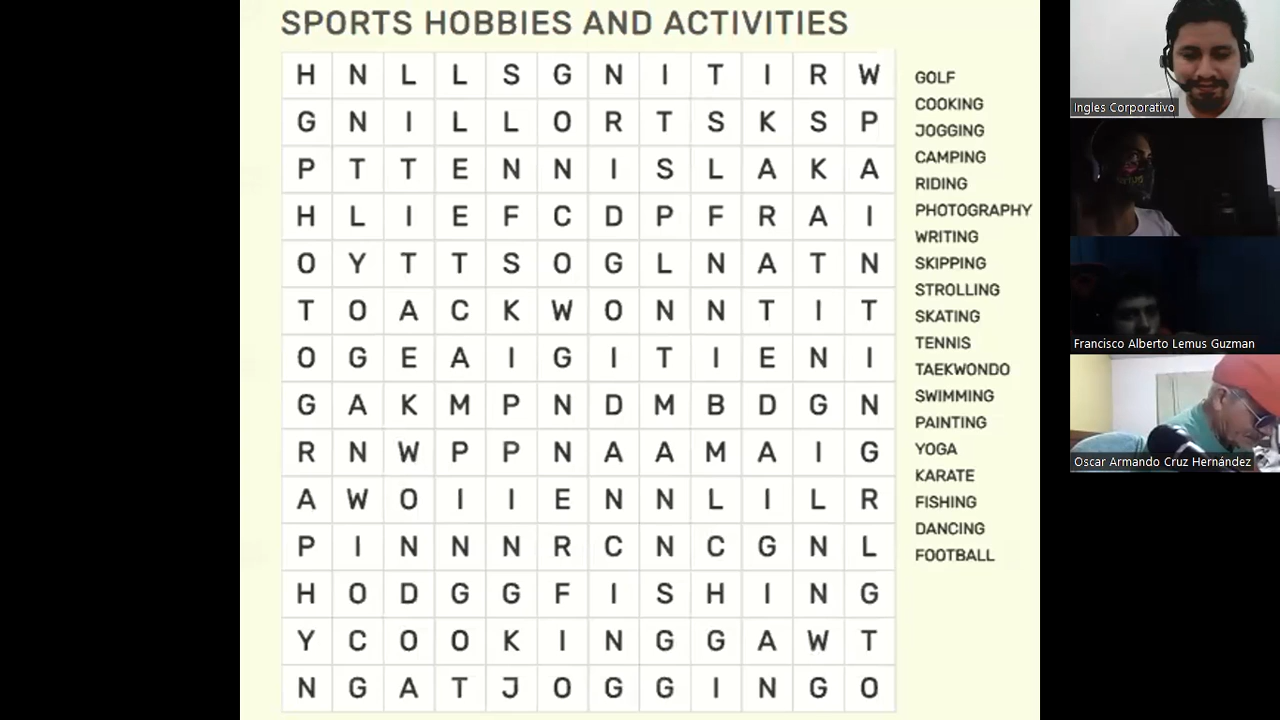 SPORTS HOBBIES AND ACTIVITIES
H N L L S G N I T I R W
G N I L L O R T S K S P
P T T E N N I S L A K A
H L I E F C D P F R A I
O Y T T S O G L N A T N
T O A C K W O N N T I T
O G E A I G I T I E N I
G A K M P N D M B D G N
R N W P P N A A M A I G
A W O I I E N N L I L R
P I N N N R C N C G N L
H O D G G F I S H I N G
Y C O O K I N G G A W T
N G A T J O G G I N G O
GOLF
COOKING
JOGGING
CAMPING
RIDING
PHOTOGRAPHY
WRITING
SKIPPING
STROLLING
SKATING
TENNIS
TAEKWONDO
SWIMMING
PAINTING
YOGA
KARATE
FISHING
DANCING
FOOTBALL
Ingles Corporativo
Francisco Alberto Lemus Guzman
Oscar Armando Cruz Hernández